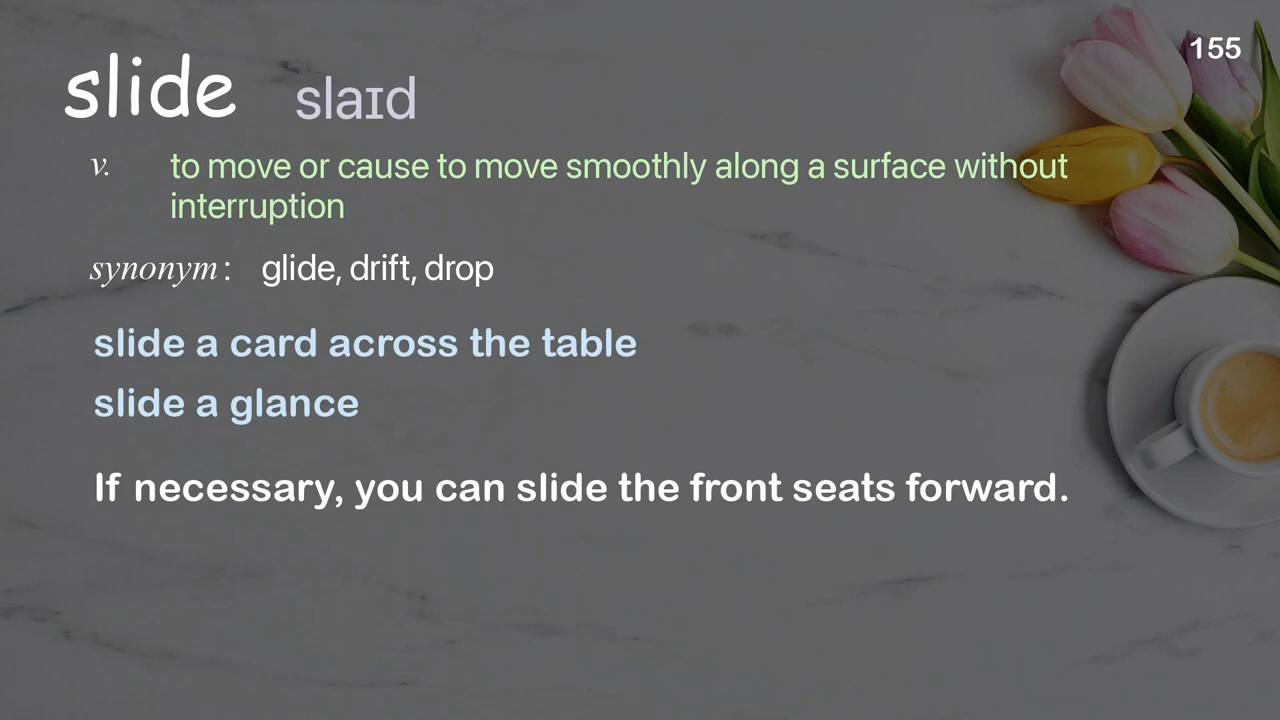 155
slide slaɪd
v. to move or cause to move smoothly along a surface without
interruption
synonym: glide, drift, drop
slide a card across the table
slide a glance
If necessary, you can slide the front seats forward.